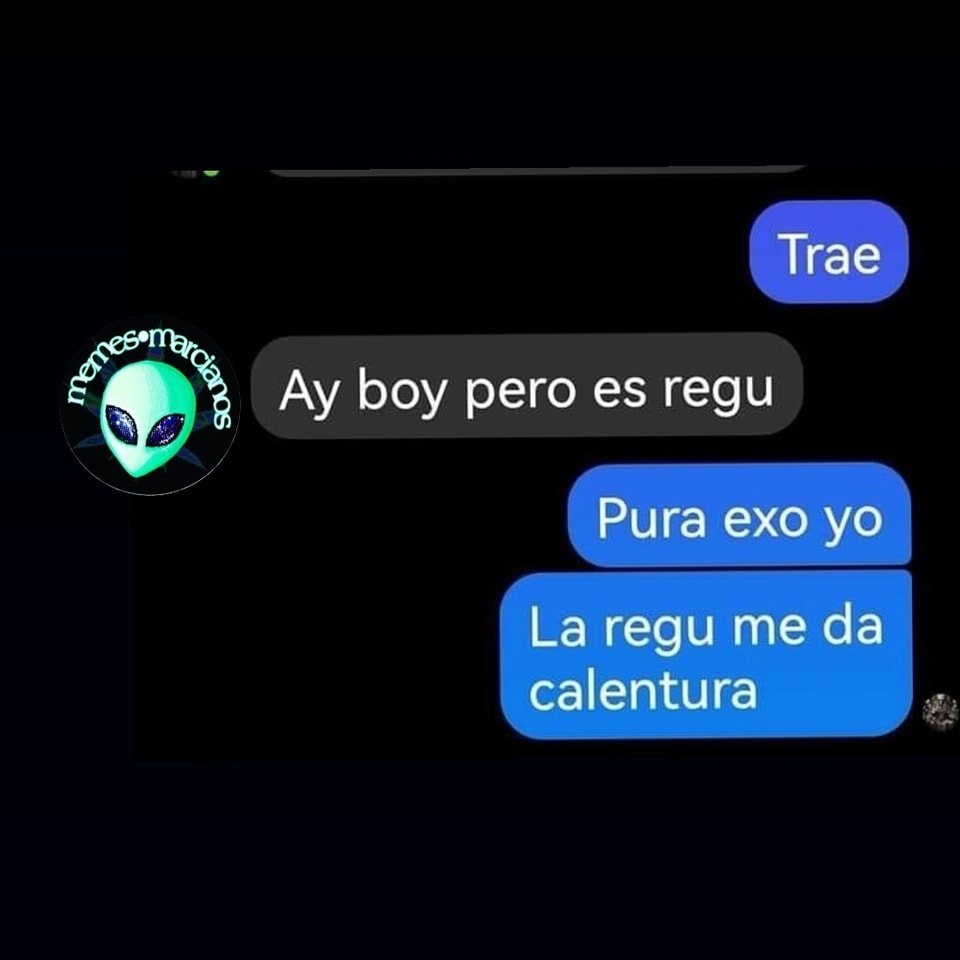 Trae
memes•marcianos
Ay boy pero es regu
Pura exo yo
La regu me da
calentura